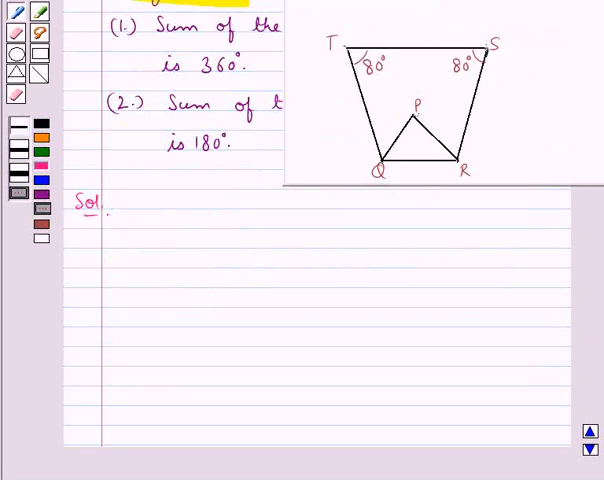 (1.) Sum of the
is 360°.
(2.) Sum of t
is 180°.
Sol.
T S
80° 80°
P
Q R